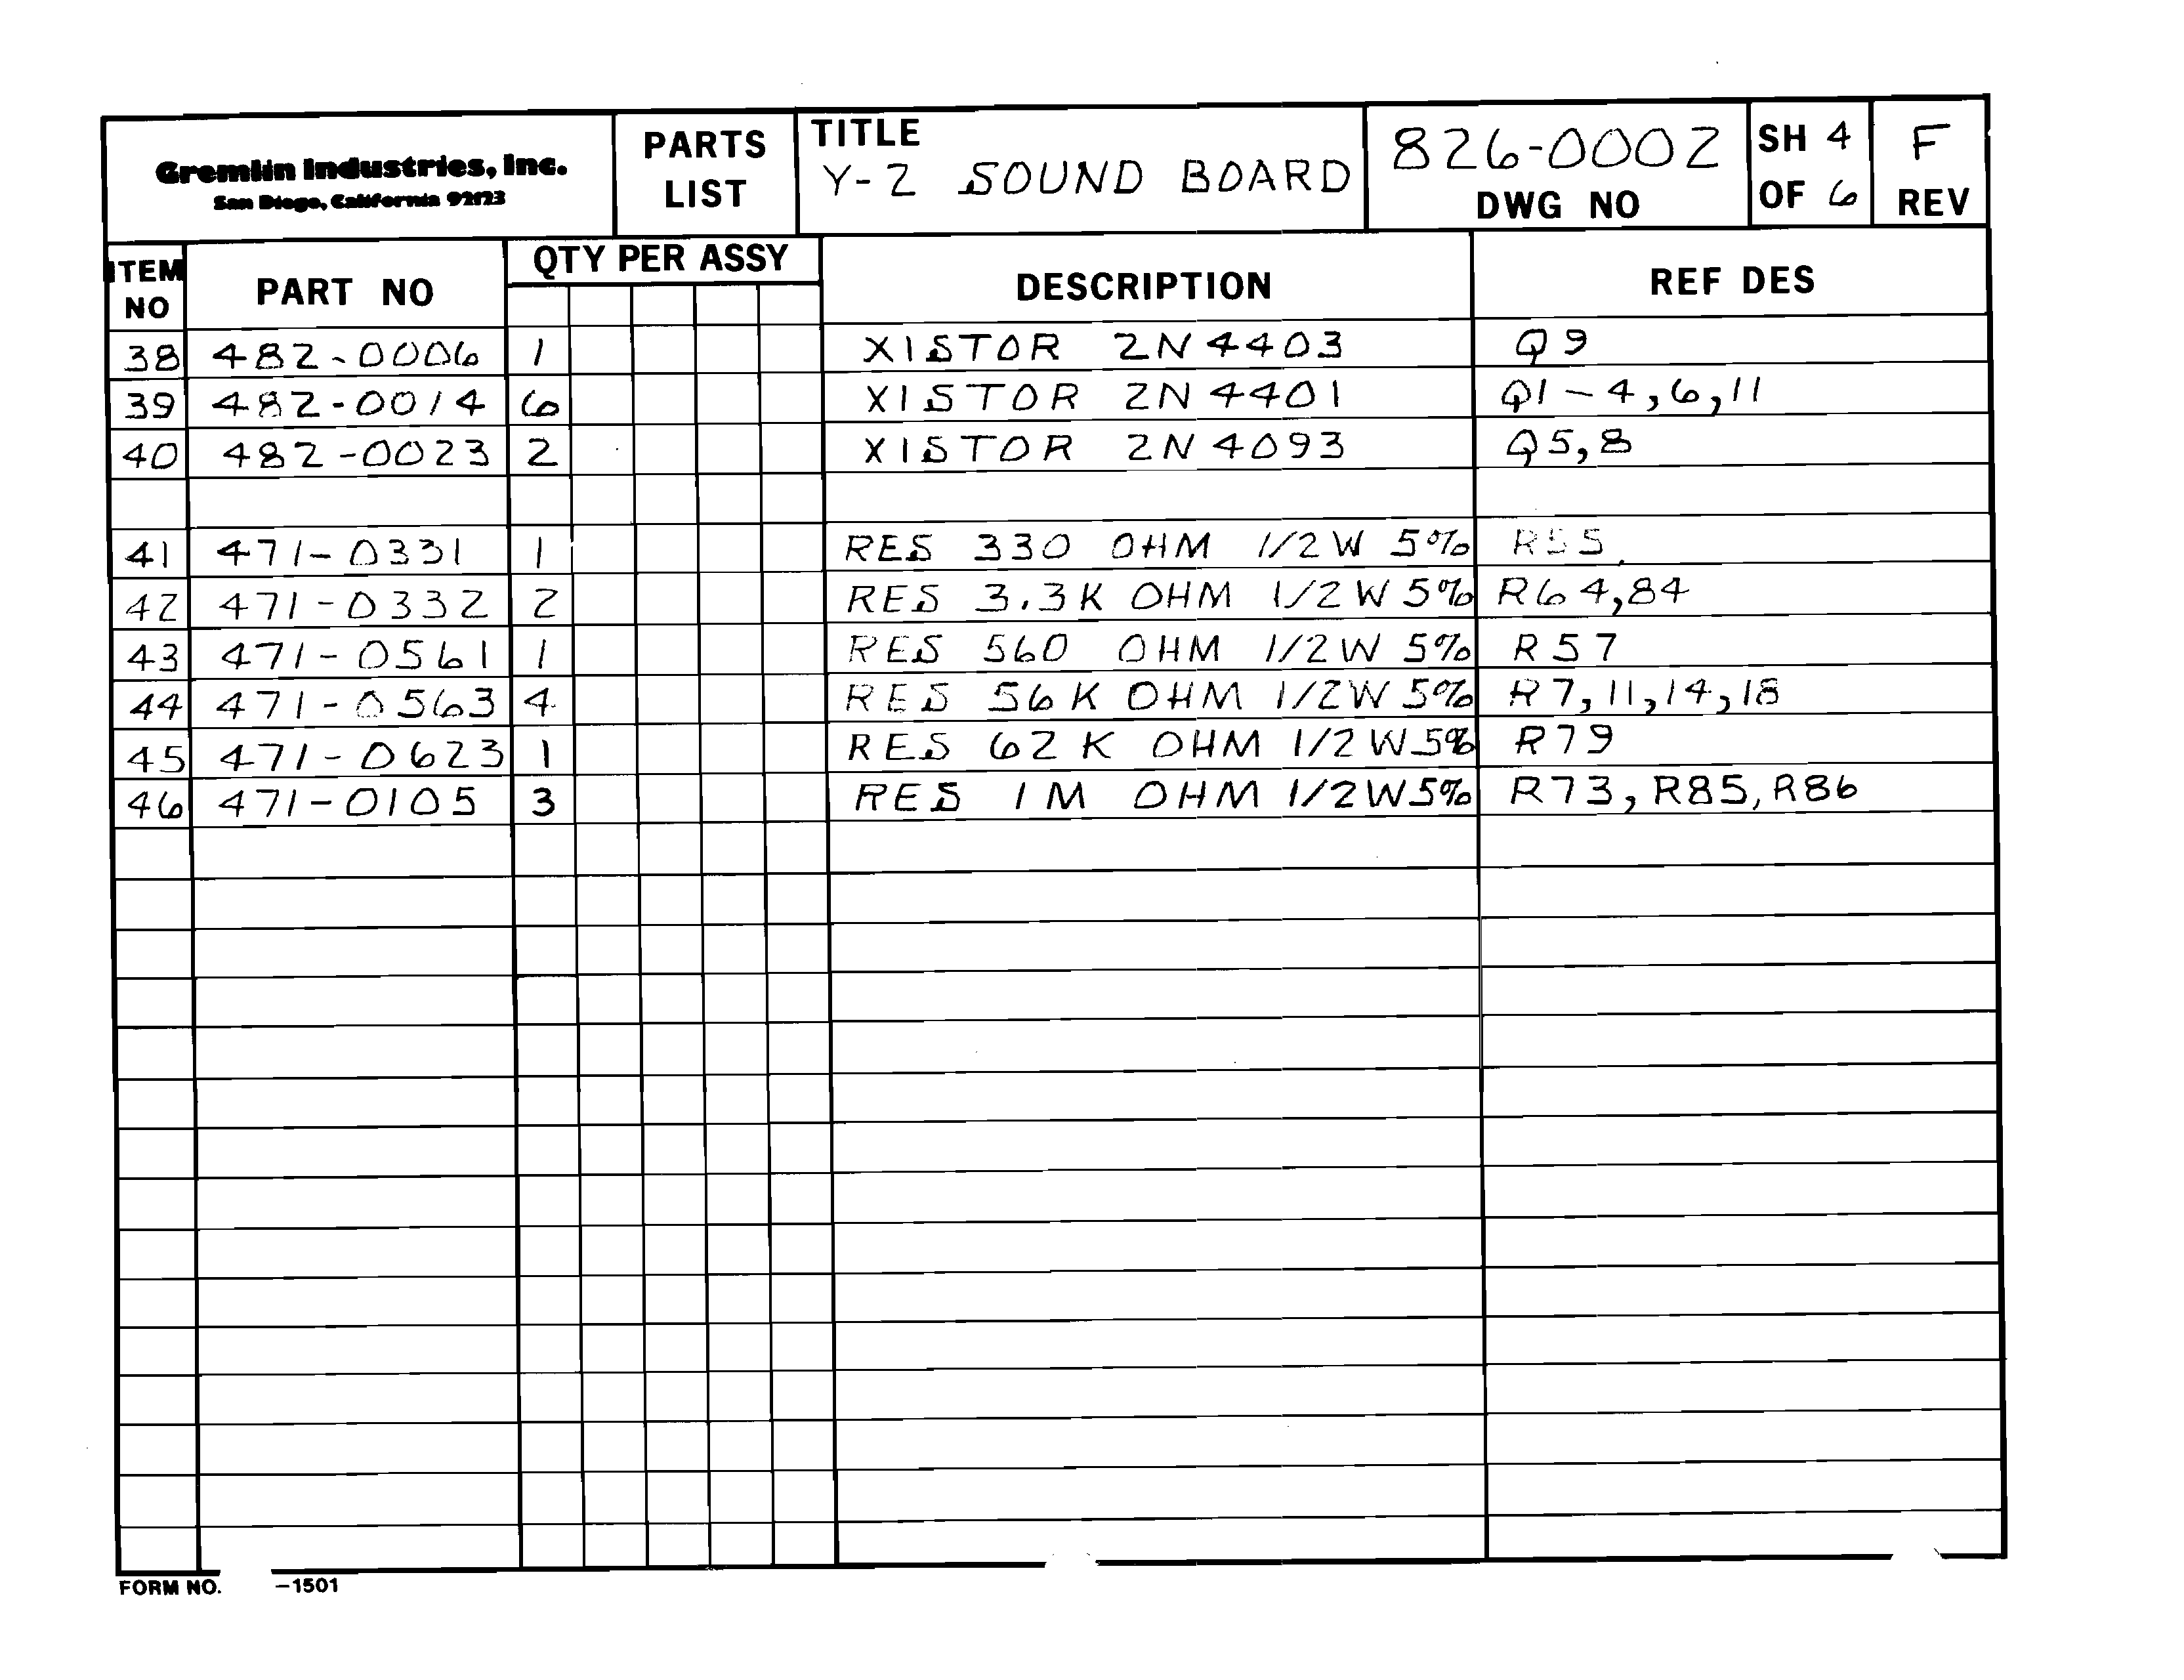 Gremlin Industries, Inc.
San Diego, California 92123
PARTS LIST
TITLE
Y-2 SOUND BOARD
826-0002
DWG NO
SH 4
OF 6
F
REV
ITEM NO
PART NO
QTY PER ASSY
DESCRIPTION
REF DES
38 482-0006 1 XISTOR 2N4403 Q9
39 482-0014 6 XISTOR 2N4401 Q1-4,6,11
40 482-0023 2 XISTOR 2N4093 Q5,8
41 471-0331 1 RES 330 OHM 1/2W 5% R55
42 471-0332 2 RES 3.3K OHM 1/2W 5% R64,84
43 471-0561 1 RES 560 OHM 1/2W 5% R57
44 471-0563 4 RES 56K OHM 1/2W 5% R7,11,14,18
45 471-0623 1 RES 62K OHM 1/2W 5% R79
46 471-0105 3 RES 1M OHM 1/2W 5% R73, R85, R86
FORM NO. -1501